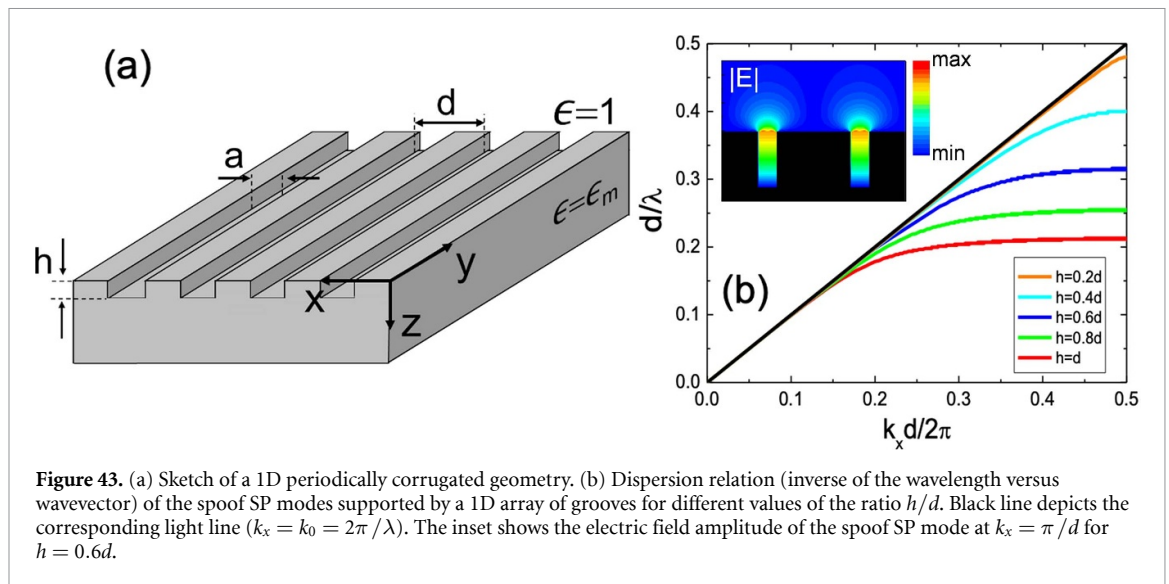 (a)
d
ϵ=1
a
ϵ=ϵm
h
x
y
z
0.5
0.4
0.3
0.2
0.1
0.0
d/λ
|E|
max
min
(b)
h=0.2d
h=0.4d
h=0.6d
h=0.8d
h=d
0.0 0.1 0.2 0.3 0.4 0.5
kₓd/2π
Figure 43. (a) Sketch of a 1D periodically corrugated geometry. (b) Dispersion relation (inverse of the wavelength versus
wavevector) of the spoof SP modes supported by a 1D array of grooves for different values of the ratio h/d. Black line depicts the
corresponding light line (kₓ = k₀ = 2π/λ). The inset shows the electric field amplitude of the spoof SP mode at kₓ = π/d for
h = 0.6d.